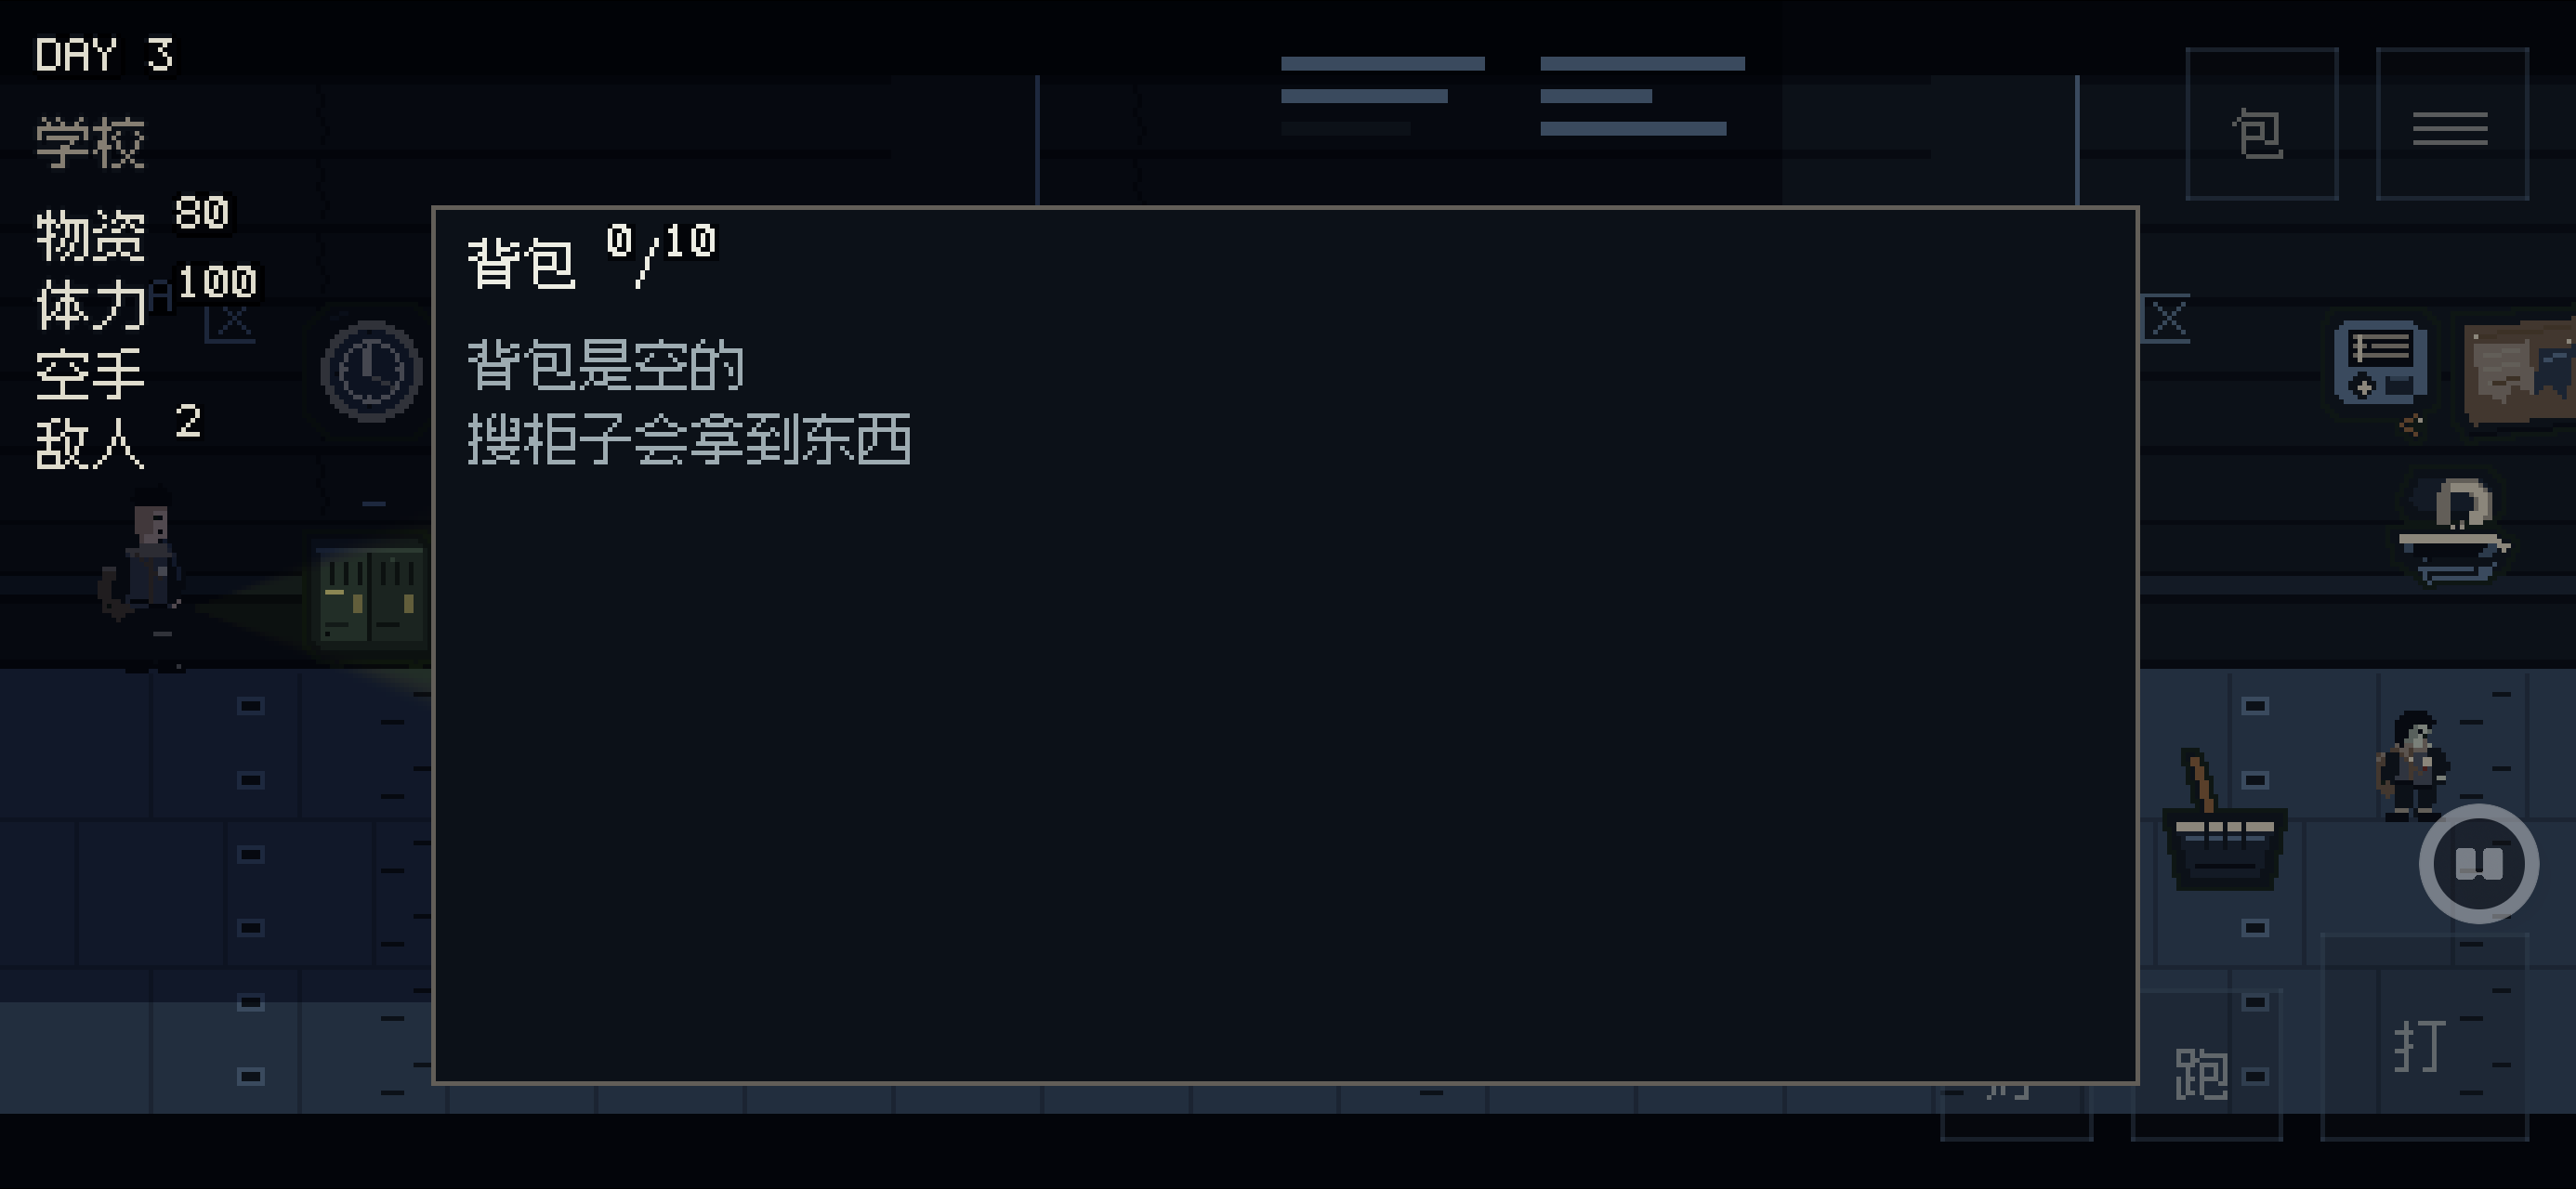 DAY 3
学校
物资 80
体力 100
空手
敌人 2
包
背包 0/10
背包是空的
搜柜子会拿到东西
跑
打